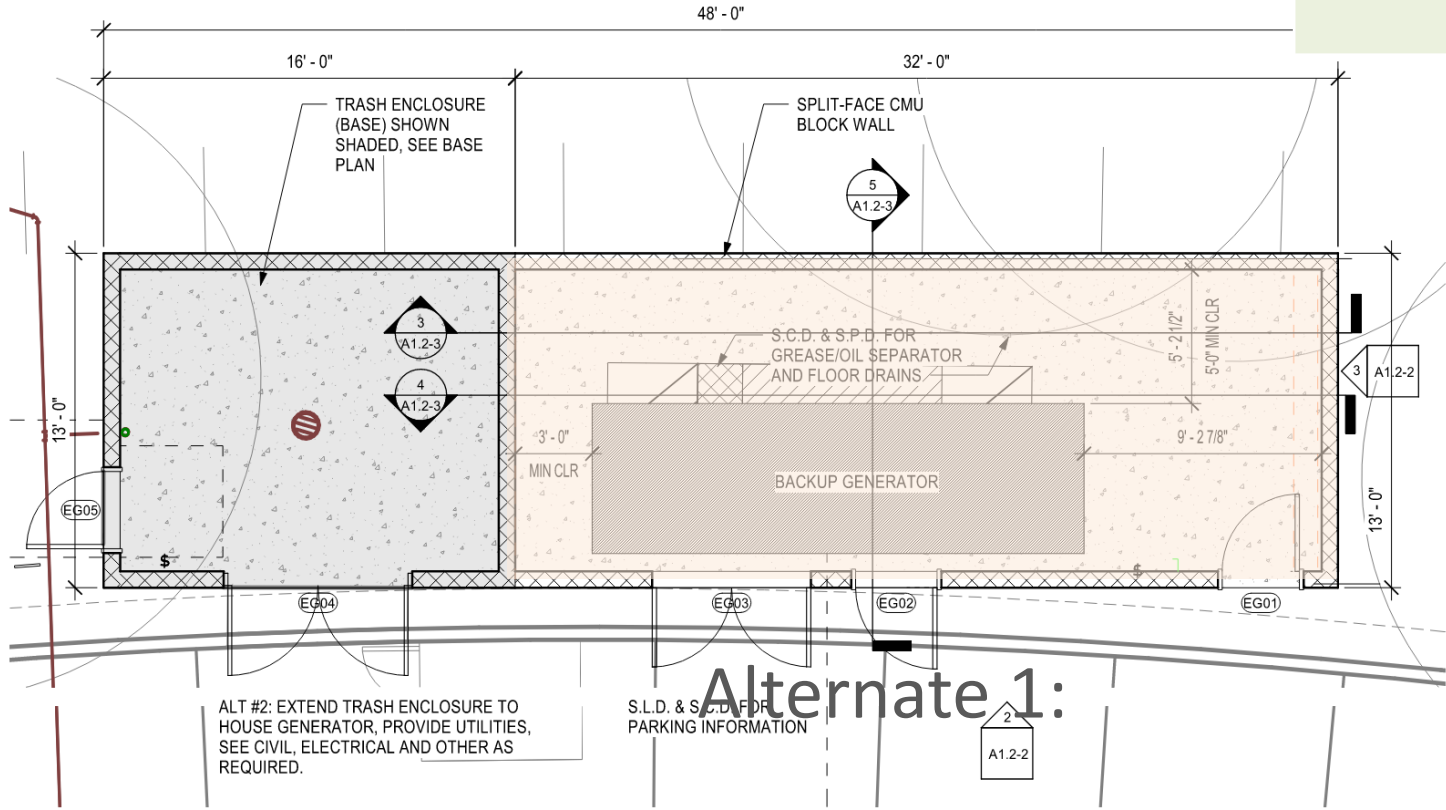 48' - 0"
16' - 0"
32' - 0"
TRASH ENCLOSURE
(BASE) SHOWN
SHADED, SEE BASE
PLAN
SPLIT-FACE CMU
BLOCK WALL
5
A1.2-3
3
A1.2-3
4
A1.2-3
S.C.D. & S.P.D. FOR
GREASE/OIL SEPARATOR
AND FLOOR DRAINS
5' - 2 1/2"
5'-0" MIN CLR
3
A1.2-2
13' - 0"
3'-0"
MIN CLR
9' - 2 7/8"
BACKUP GENERATOR
13' - 0"
EG05
$
$
EG04
EG03
EG02
EG01
Alternate 1:
ALT #2: EXTEND TRASH ENCLOSURE TO
HOUSE GENERATOR, PROVIDE UTILITIES,
SEE CIVIL, ELECTRICAL AND OTHER AS
REQUIRED.
S.L.D. & S.C.D. FOR
PARKING INFORMATION
2
A1.2-2